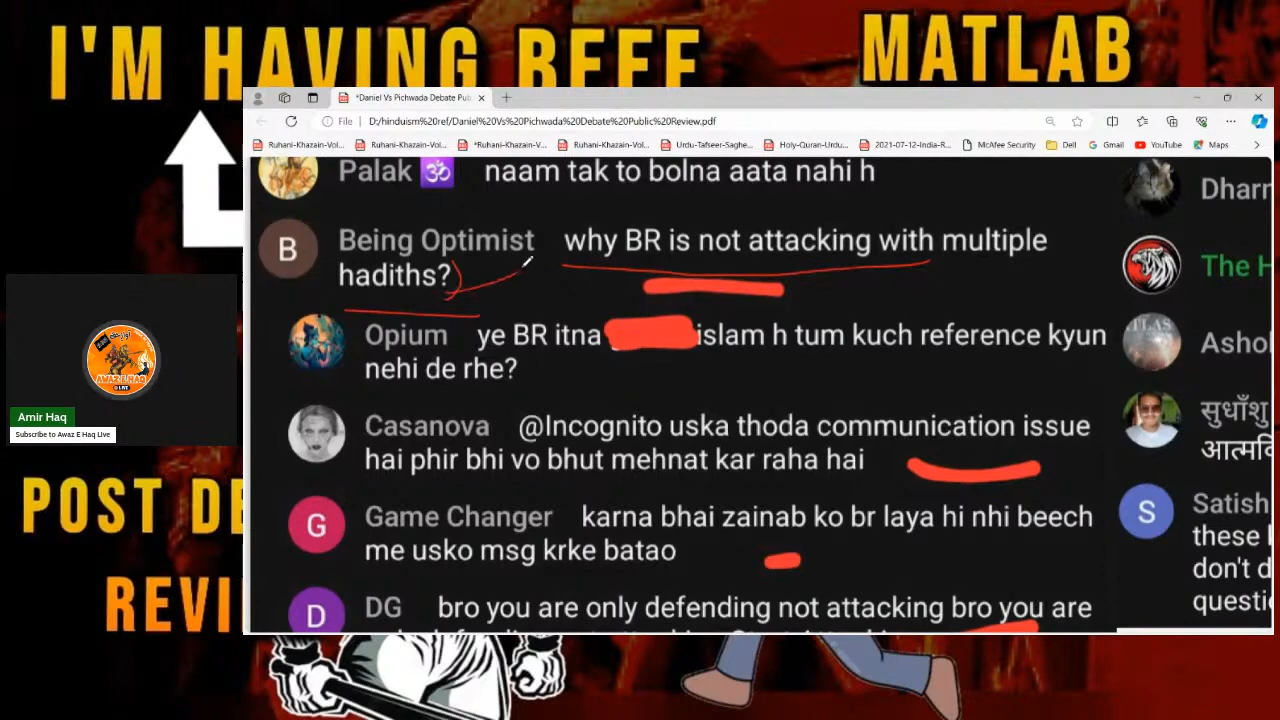 I'M HAVING BEEF
MATLAB
*Daniel Vs Pichwada Debate Pub
File
D:/hinduism%20ref/Daniel%20Vs%20Pichwada%20Debate%20Public%20Review.pdf
Ruhani-Khazain-Vol...
Ruhani-Khazain-Vol...
*Ruhani-Khazain-V...
Ruhani-Khazain-Vol...
Urdu-Tafseer-Saghe...
Holy-Quran-Urdu...
2021-07-12-India-R...
McAfee Security
Dell
Gmail
YouTube
Maps
Palak 🕉 naam tak to bolna aata nahi h
B Being Optimist why BR is not attacking with multiple
hadiths?
Opium ye BR itna islam h tum kuch reference kyun
nehi de rhe?
Casanova @Incognito uska thoda communication issue
hai phir bhi vo bhut mehnat kar raha hai
G Game Changer karna bhai zainab ko br laya hi nhi beech
me usko msg krke batao
D DG bro you are only defending not attacking bro you are
Dharr
The H
Ashol
सुधाँशु
आत्मवि
S Satish
these
don't d
questi
AWAZ E HAQ
LIVE
Amir Haq
Subscribe to Awaz E Haq Live
POST DE
REVI